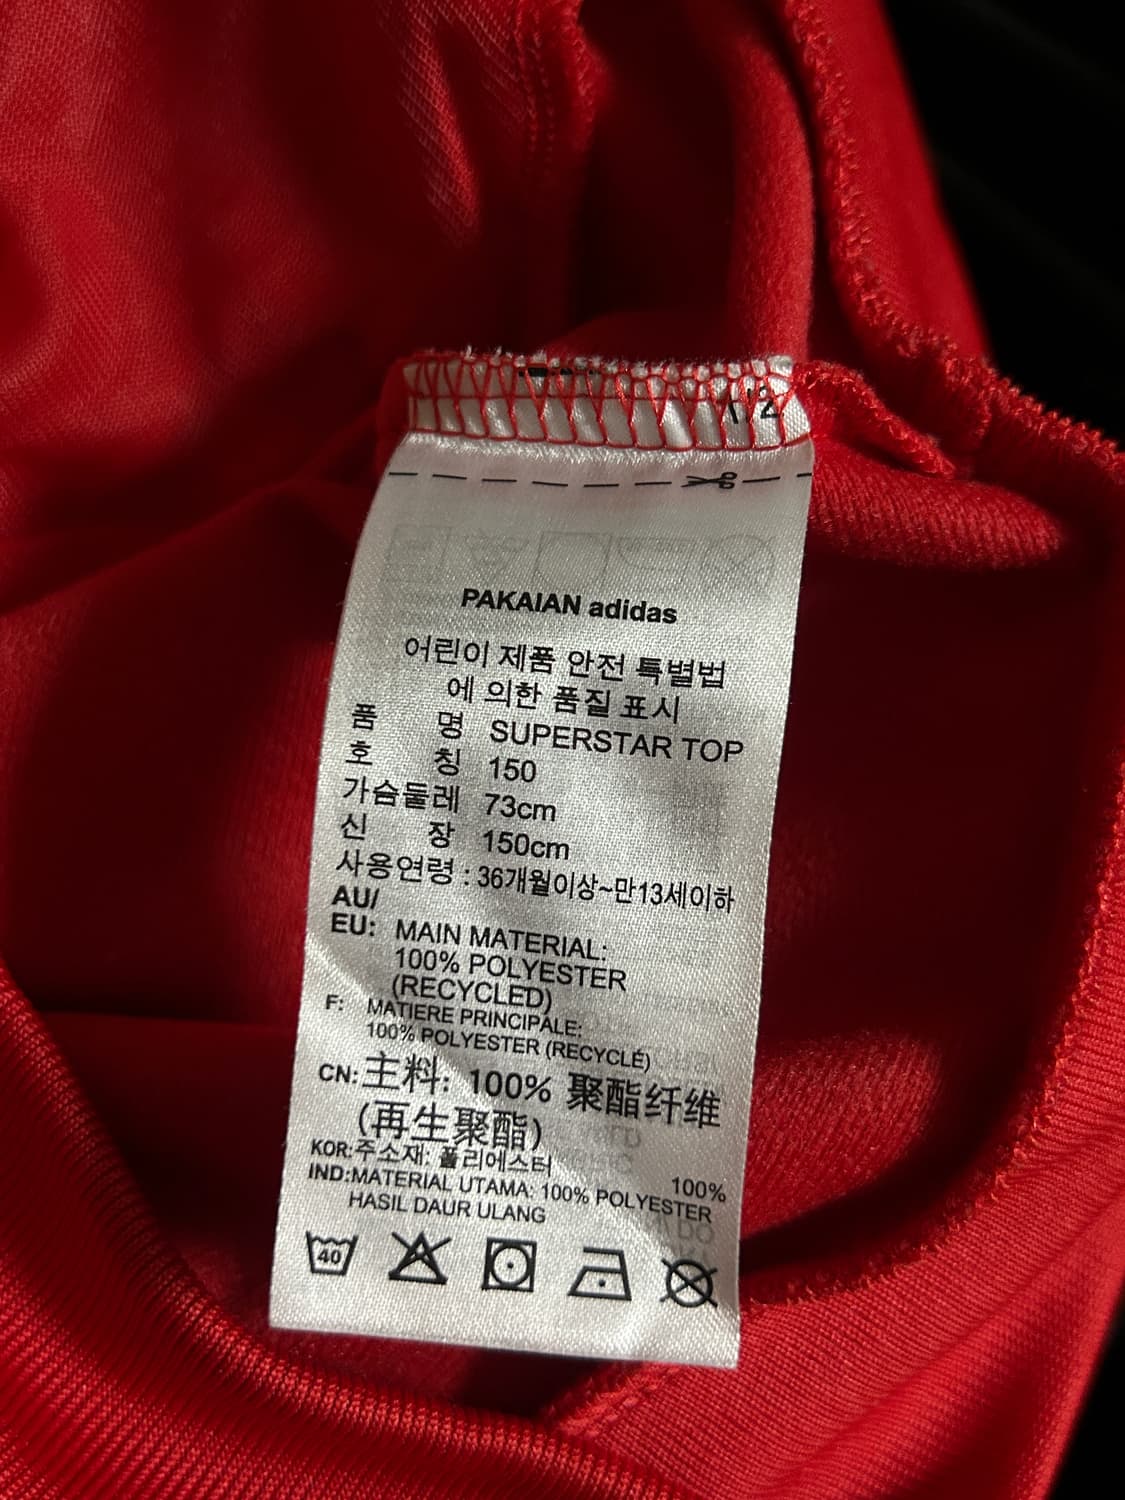 1/2
PAKAIAN adidas
어린이 제품 안전 특별법
에 의한 품질 표시
품 명 SUPERSTAR TOP
호 칭 150
가슴둘레 73cm
신 장 150cm
사용연령 : 36개월이상~만13세이하
AU/
EU: MAIN MATERIAL:
100% POLYESTER
(RECYCLED)
F: MATIERE PRINCIPALE:
100% POLYESTER (RECYCLÉ)
CN: 主料: 100% 聚酯纤维
(再生聚酯)
KOR: 주소재: 폴리에스터 100%
IND: MATERIAL UTAMA: 100% POLYESTER
HASIL DAUR ULANG
40